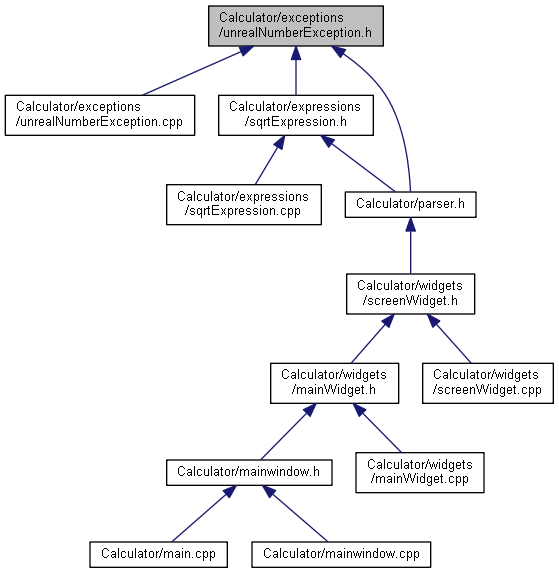 Calculator/exceptions
/unrealNumberException.h
Calculator/exceptions
/unrealNumberException.cpp
Calculator/expressions
/sqrtExpression.h
Calculator/expressions
/sqrtExpression.cpp
Calculator/parser.h
Calculator/widgets
/screenWidget.h
Calculator/widgets
/mainWidget.h
Calculator/widgets
/screenWidget.cpp
Calculator/mainwindow.h
Calculator/widgets
/mainWidget.cpp
Calculator/main.cpp
Calculator/mainwindow.cpp